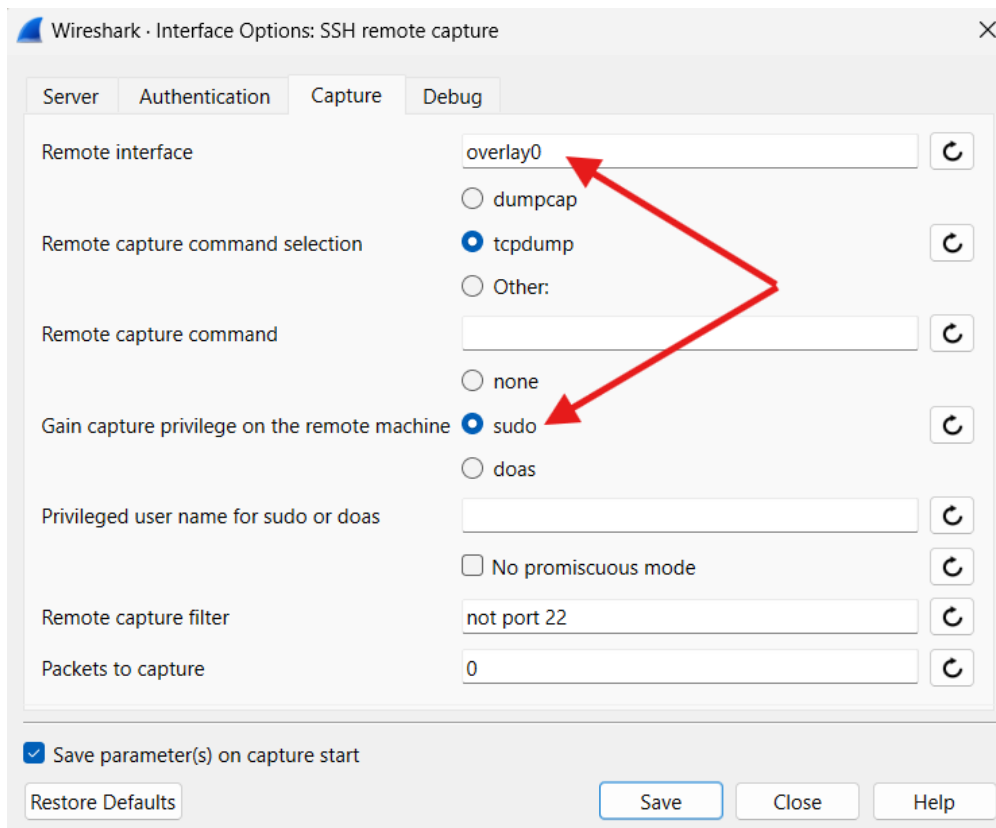 Wireshark · Interface Options: SSH remote capture
Server Authentication Capture Debug
Remote interface overlay0
dumpcap
Remote capture command selection tcpdump
Other:
Remote capture command
none
Gain capture privilege on the remote machine sudo
doas
Privileged user name for sudo or doas
No promiscuous mode
Remote capture filter not port 22
Packets to capture 0
Save parameter(s) on capture start
Restore Defaults Save Close Help